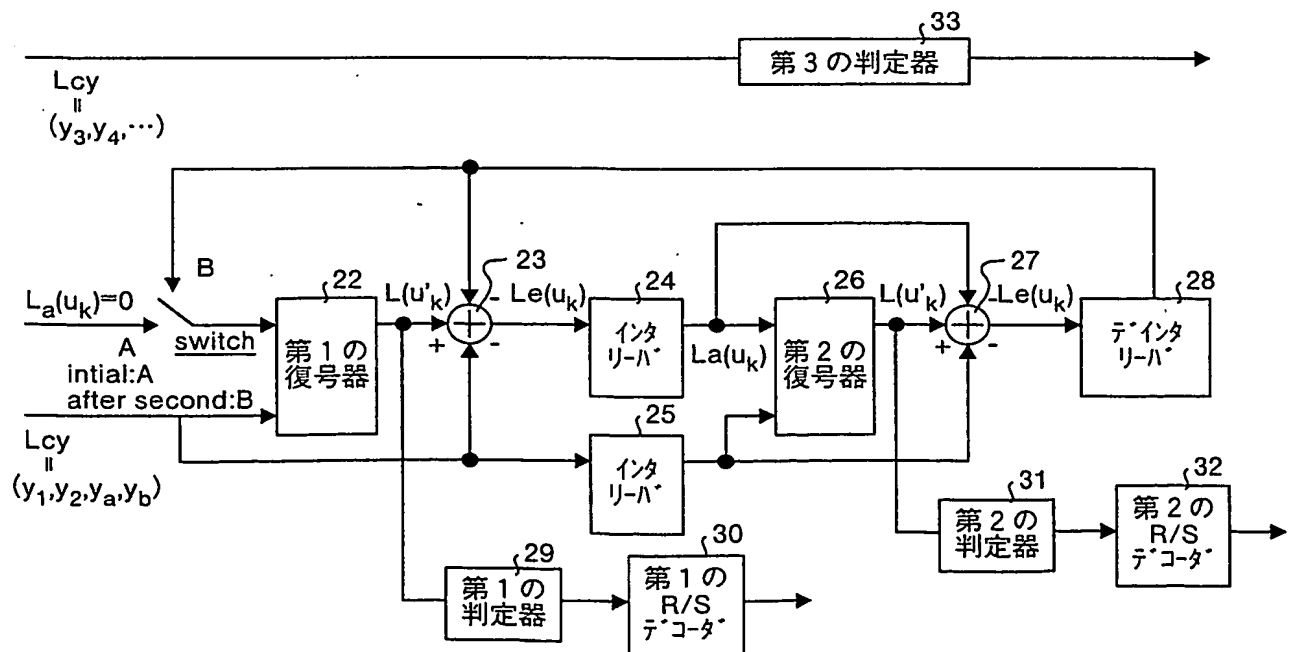 33
第3の判定器
Lcy
॥
(y3,y4,…)
B
La(uk)=0
A
switch
intial:A
after second:B
Lcy
॥
(y1,y2,ya,yb)
22
第1の
復号器
L(u'k)
+
-
-
23
Le(uk)
24
インタ
リーバ
25
インタ
リーバ
La(uk)
26
第2の
復号器
L(u'k)
+
-
-
27
Le(uk)
28
デインタ
リーバ
29
第1の
判定器
30
第1の
R/S
デコーダ
31
第2の
判定器
32
第2の
R/S
デコーダ